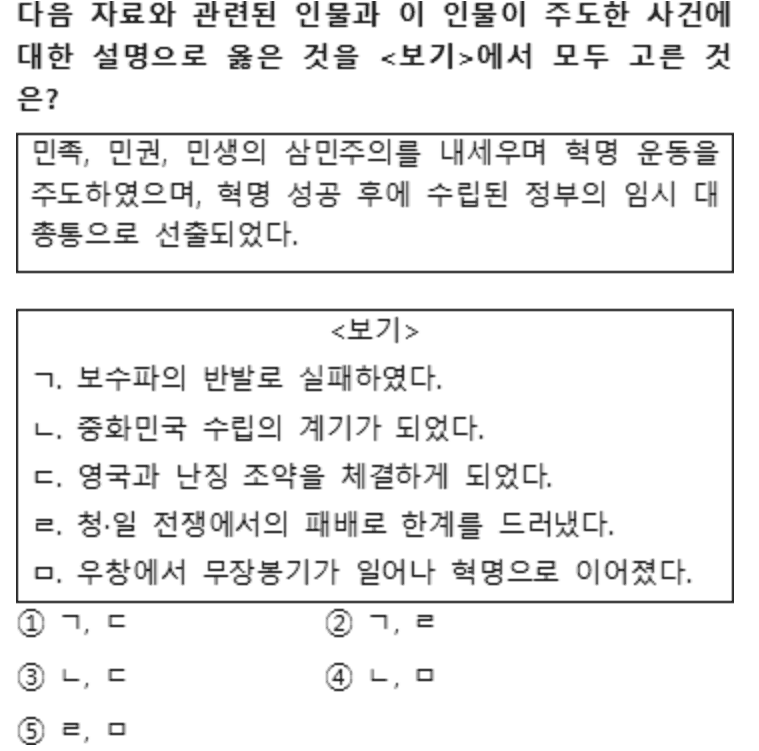 다음 자료와 관련된 인물과 이 인물이 주도한 사건에
대한 설명으로 옳은 것을 <보기>에서 모두 고른 것
은?
민족, 민권, 민생의 삼민주의를 내세우며 혁명 운동을
주도하였으며, 혁명 성공 후에 수립된 정부의 임시 대
총통으로 선출되었다.
<보기>
ㄱ. 보수파의 반발로 실패하였다.
ㄴ. 중화민국 수립의 계기가 되었다.
ㄷ. 영국과 난징 조약을 체결하게 되었다.
ㄹ. 청·일 전쟁에서의 패배로 한계를 드러냈다.
ㅁ. 우창에서 무장봉기가 일어나 혁명으로 이어졌다.
① ㄱ, ㄷ ② ㄱ, ㄹ
③ ㄴ, ㄷ ④ ㄴ, ㅁ
⑤ ㄹ, ㅁ